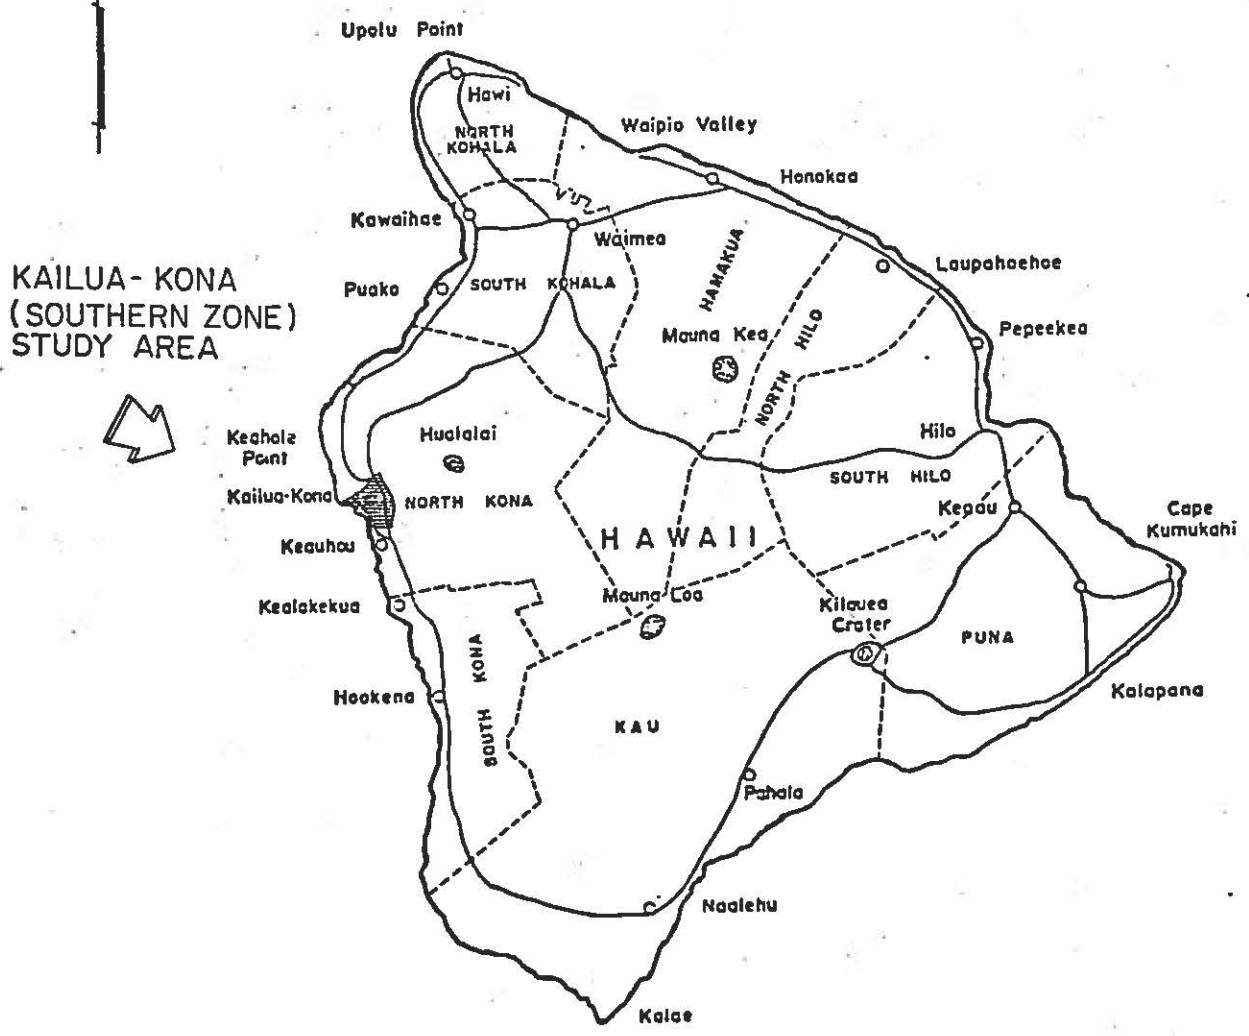 Upolu Point
Hawi
NORTH
KOHALA
Waipio Valley
Honokaa
Kawaihae
Waimea
KAILUA-KONA
(SOUTHERN ZONE)
STUDY AREA
Puako
SOUTH KOHALA
HAMAKUA
Laupahoehoe
Mauna Kea
NORTH HILO
Pepeekeo
Keahole
Point
Hualalai
Hilo
Kailua-Kona
NORTH KONA
SOUTH HILO
Keaau
Cape
Kumukahi
Keauhou
HAWAII
Kealakekua
Mauna Loa
Kilauea
Crater
PUNA
SOUTH KONA
Hookena
Kalapana
KAU
Pahala
Naalehu
Kalae